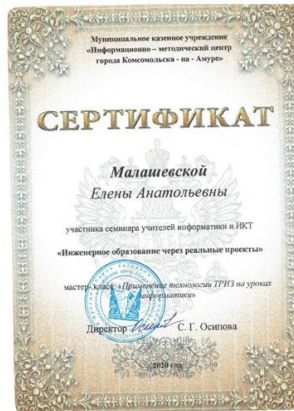 Муниципальное казенное учреждение
«Информационно – методический центр
города Комсомольска - на - Амуре»
СЕРТИФИКАТ
Малашевской
Елены Анатольевны
участника семинара учителей информатики и ИКТ
«Инженерное образование через реальные проекты»
мастер- класс: «Применение технологии ТРИЗ на уроках
информатики»
Директор С. Г. Осипова
2020 год